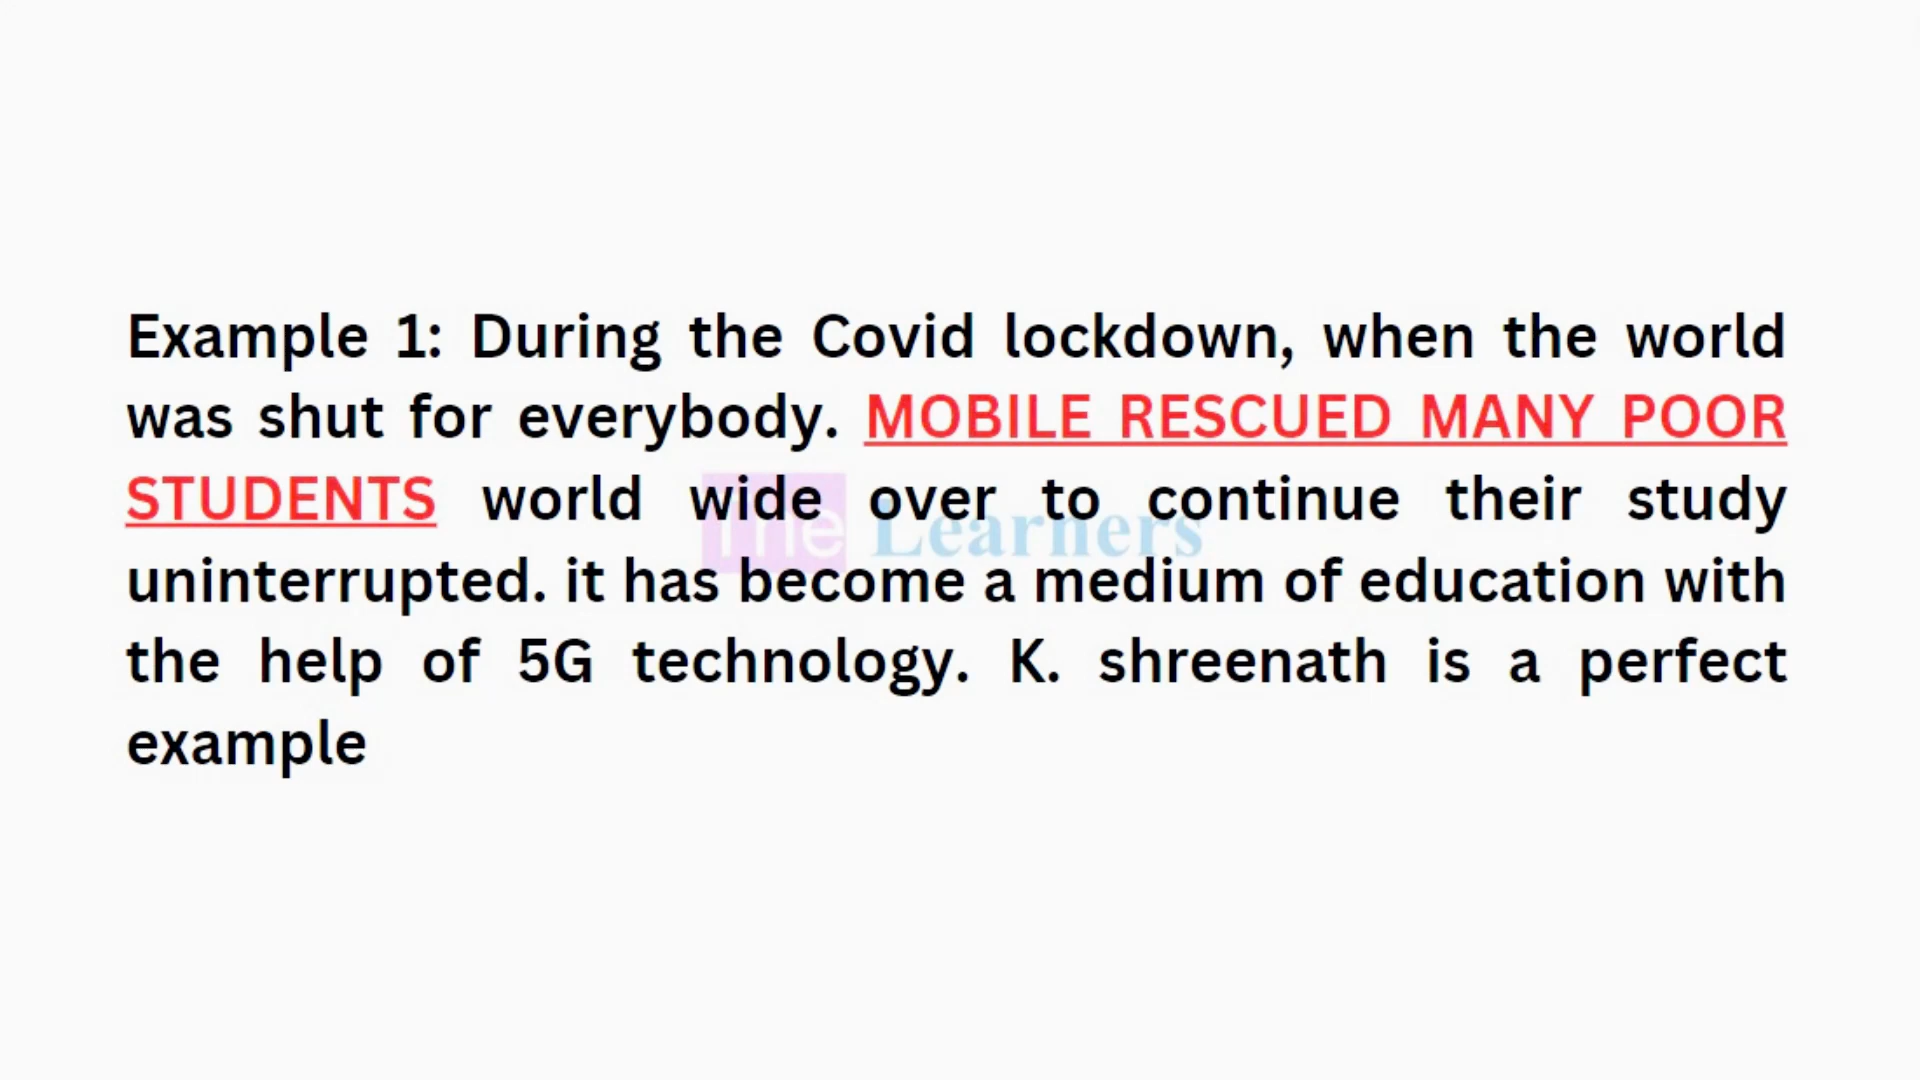 Example 1: During the Covid lockdown, when the world
was shut for everybody. MOBILE RESCUED MANY POOR
STUDENTS world wide over to continue their study
The Learners
uninterrupted. it has become a medium of education with
the help of 5G technology. K. shreenath is a perfect
example